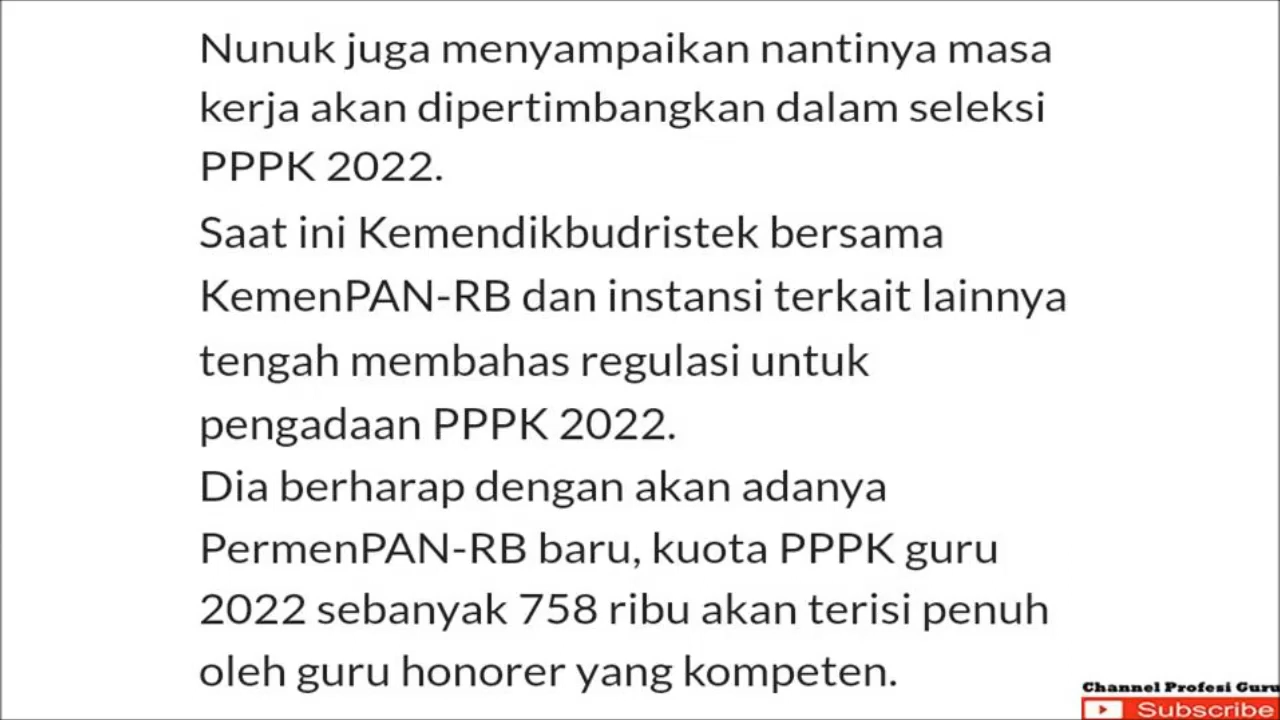 Nunuk juga menyampaikan nantinya masa
kerja akan dipertimbangkan dalam seleksi
PPPK 2022.
Saat ini Kemendikbudristek bersama
KemenPAN-RB dan instansi terkait lainnya
tengah membahas regulasi untuk
pengadaan PPPK 2022.
Dia berharap dengan akan adanya
PermenPAN-RB baru, kuota PPPK guru
2022 sebanyak 758 ribu akan terisi penuh
oleh guru honorer yang kompeten.
Channel Profesi Guru
Subscribe